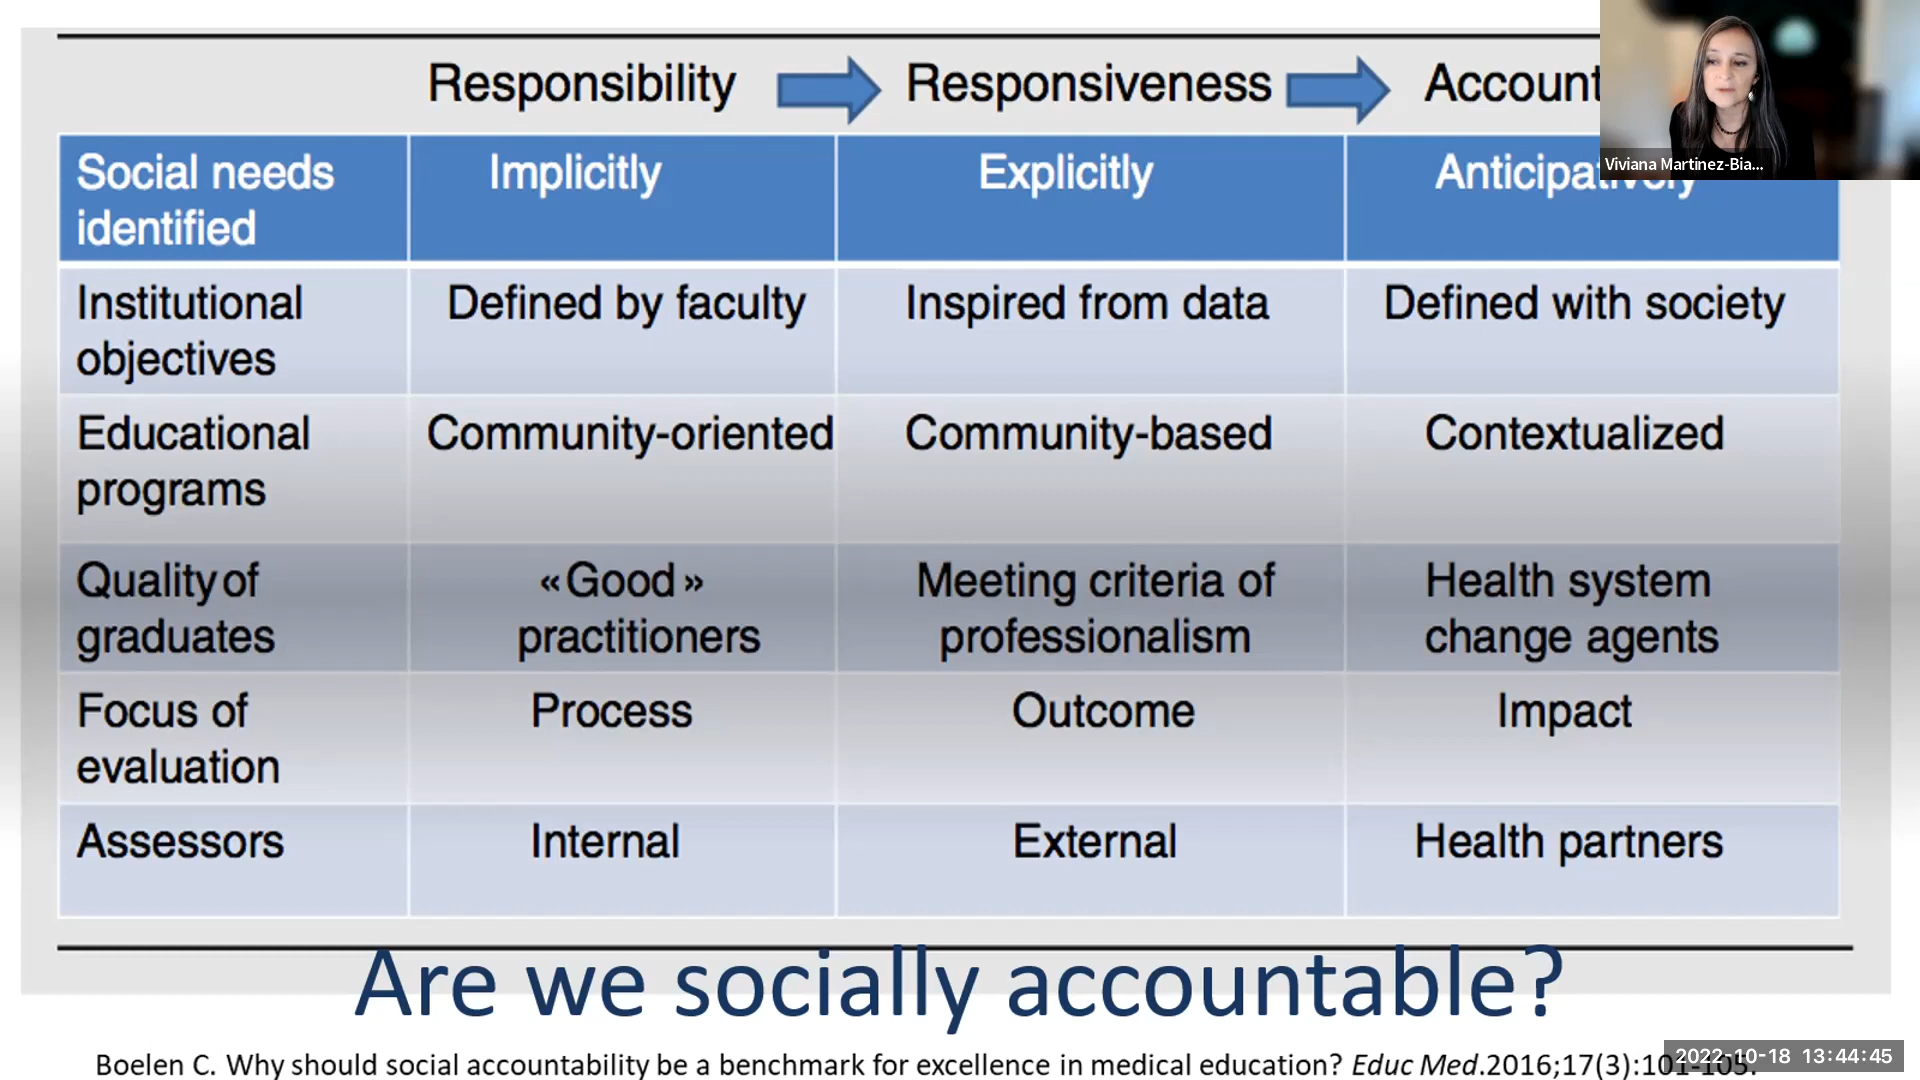 Responsibility Responsiveness Account
Viviana Martinez-Bia...
Social needs identified Implicitly Explicitly Anticipatively
Institutional objectives Defined by faculty Inspired from data Defined with society
Educational programs Community-oriented Community-based Contextualized
Quality of graduates «Good» practitioners Meeting criteria of professionalism Health system change agents
Focus of evaluation Process Outcome Impact
Assessors Internal External Health partners
Are we socially accountable?
Boelen C. Why should social accountability be a benchmark for excellence in medical education? Educ Med.2016;17(3):101-105.
2022-10-18 13:44:45